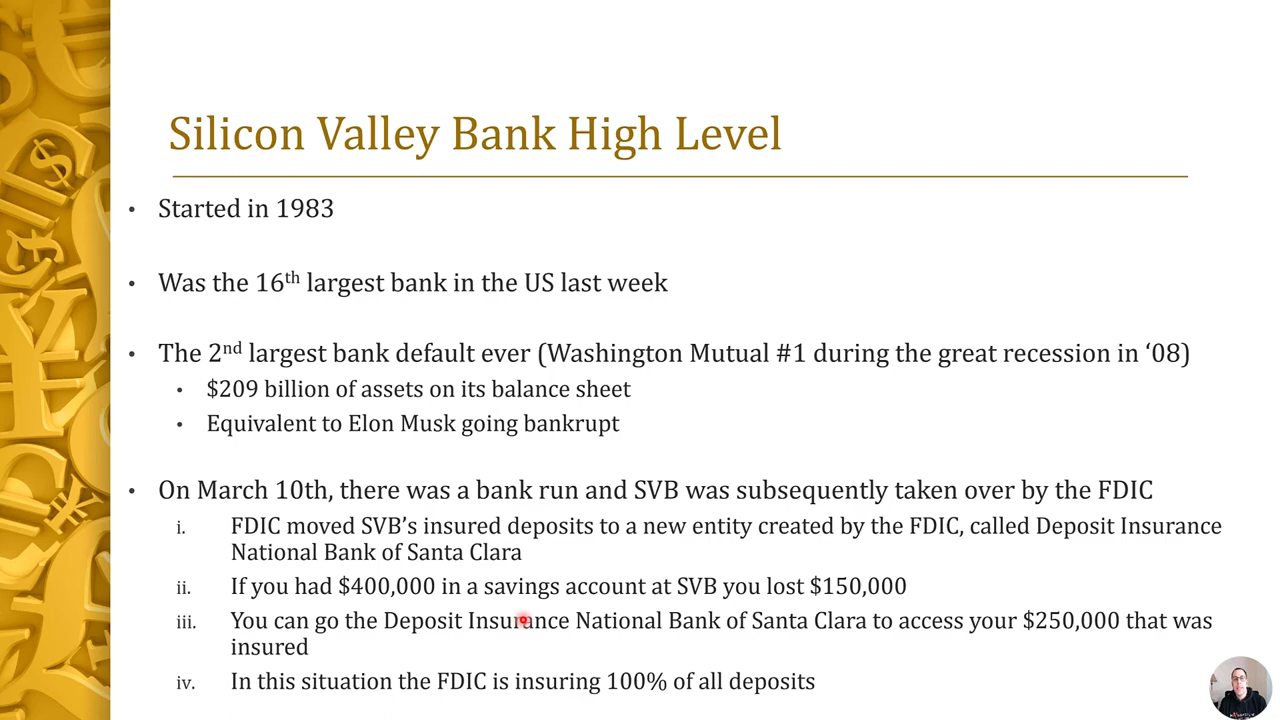 Silicon Valley Bank High Level
• Started in 1983
• Was the 16th largest bank in the US last week
• The 2nd largest bank default ever (Washington Mutual #1 during the great recession in ‘08)
• $209 billion of assets on its balance sheet
• Equivalent to Elon Musk going bankrupt
• On March 10th, there was a bank run and SVB was subsequently taken over by the FDIC
i. FDIC moved SVB’s insured deposits to a new entity created by the FDIC, called Deposit Insurance
National Bank of Santa Clara
ii. If you had $400,000 in a savings account at SVB you lost $150,000
iii. You can go the Deposit Insurance National Bank of Santa Clara to access your $250,000 that was
insured
iv. In this situation the FDIC is insuring 100% of all deposits